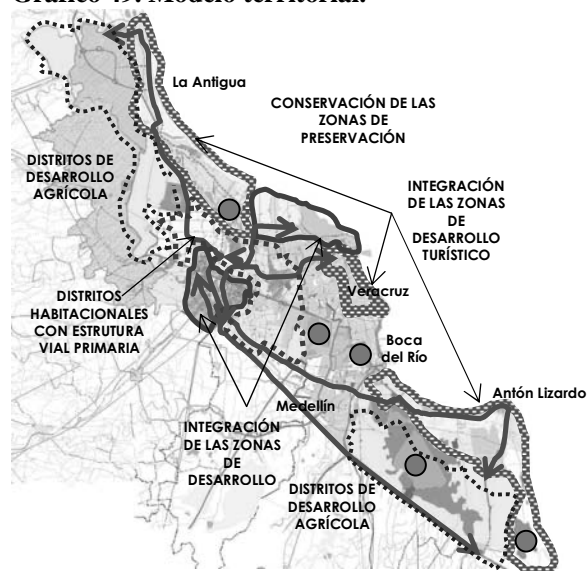 Gráfico 49. Modelo territorial.
La Antigua
CONSERVACIÓN DE LAS
ZONAS DE
PRESERVACIÓN
DISTRITOS DE
DESARROLLO
AGRÍCOLA
INTEGRACIÓN
DE LAS ZONAS
DE
DESARROLLO
TURÍSTICO
DISTRITOS
HABITACIONALES
CON ESTRUTURA
VIAL PRIMARIA
Veracruz
Boca
del Río
Antón Lizardo
Medellín
INTEGRACIÓN
DE LAS ZONAS
DE
DESARROLLO
DISTRITOS DE
DESARROLLO
AGRÍCOLA